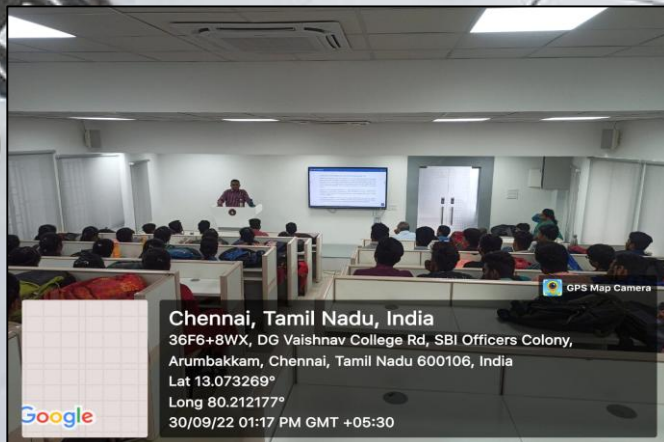 GPS Map Camera
Chennai, Tamil Nadu, India
36F6+8WX, DG Vaishnav College Rd, SBI Officers Colony,
Arumbakkam, Chennai, Tamil Nadu 600106, India
Lat 13.073269°
Long 80.212177°
30/09/22 01:17 PM GMT +05:30
Google